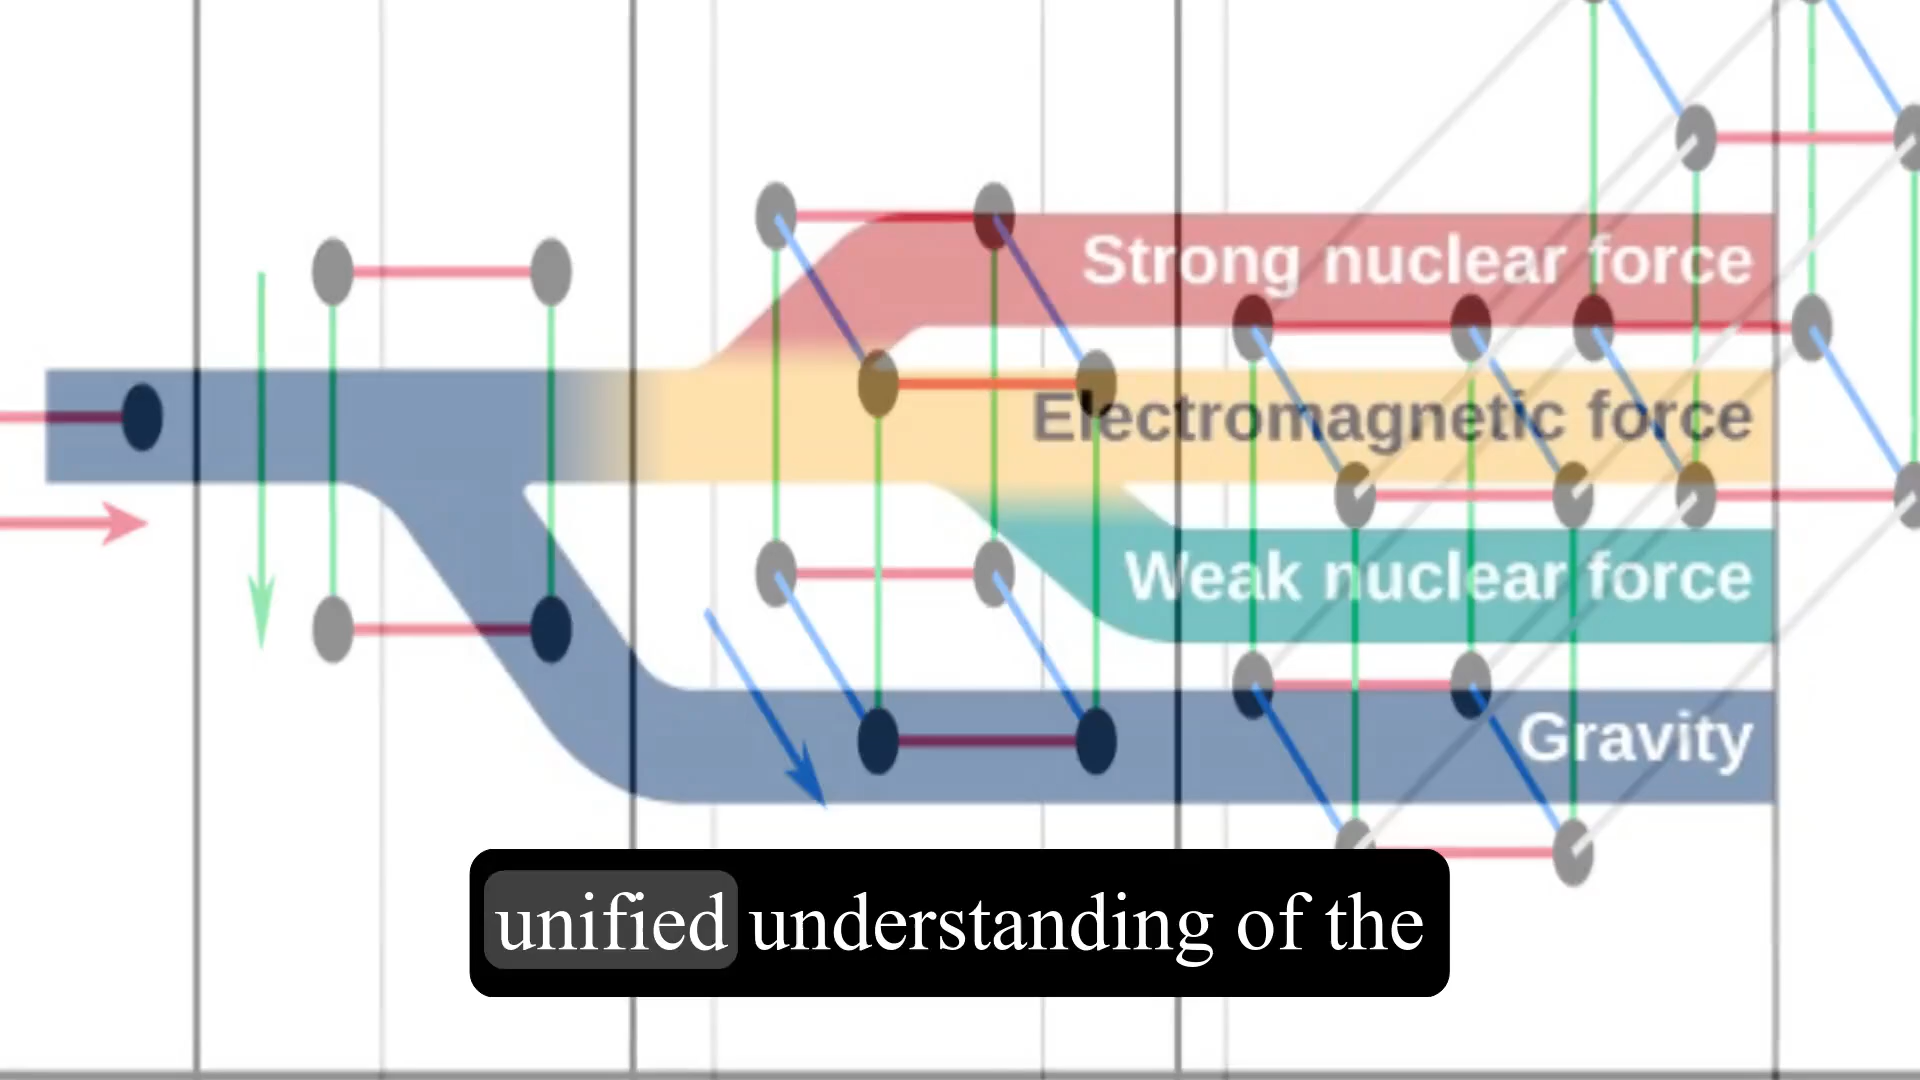 Strong nuclear force
Electromagnetic force
Weak nuclear force
Gravity
unified understanding of the